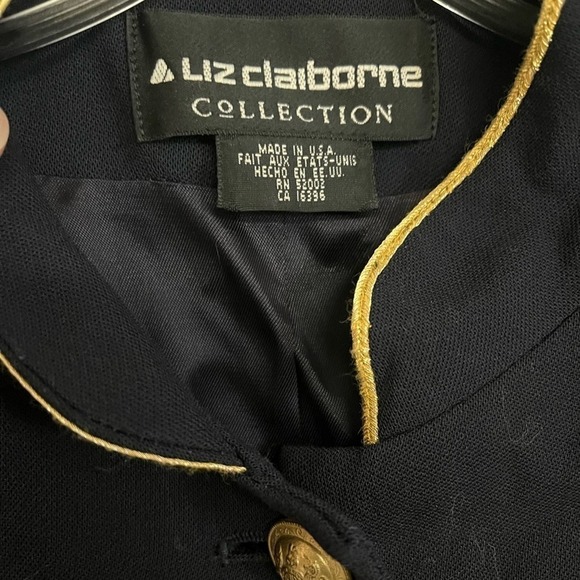 Liz claiborne
COLLECTION
MADE IN U.S.A.
FAIT AUX ETATS-UNIS
HECHO EN EE.UU.
RN 52002
CA 16396